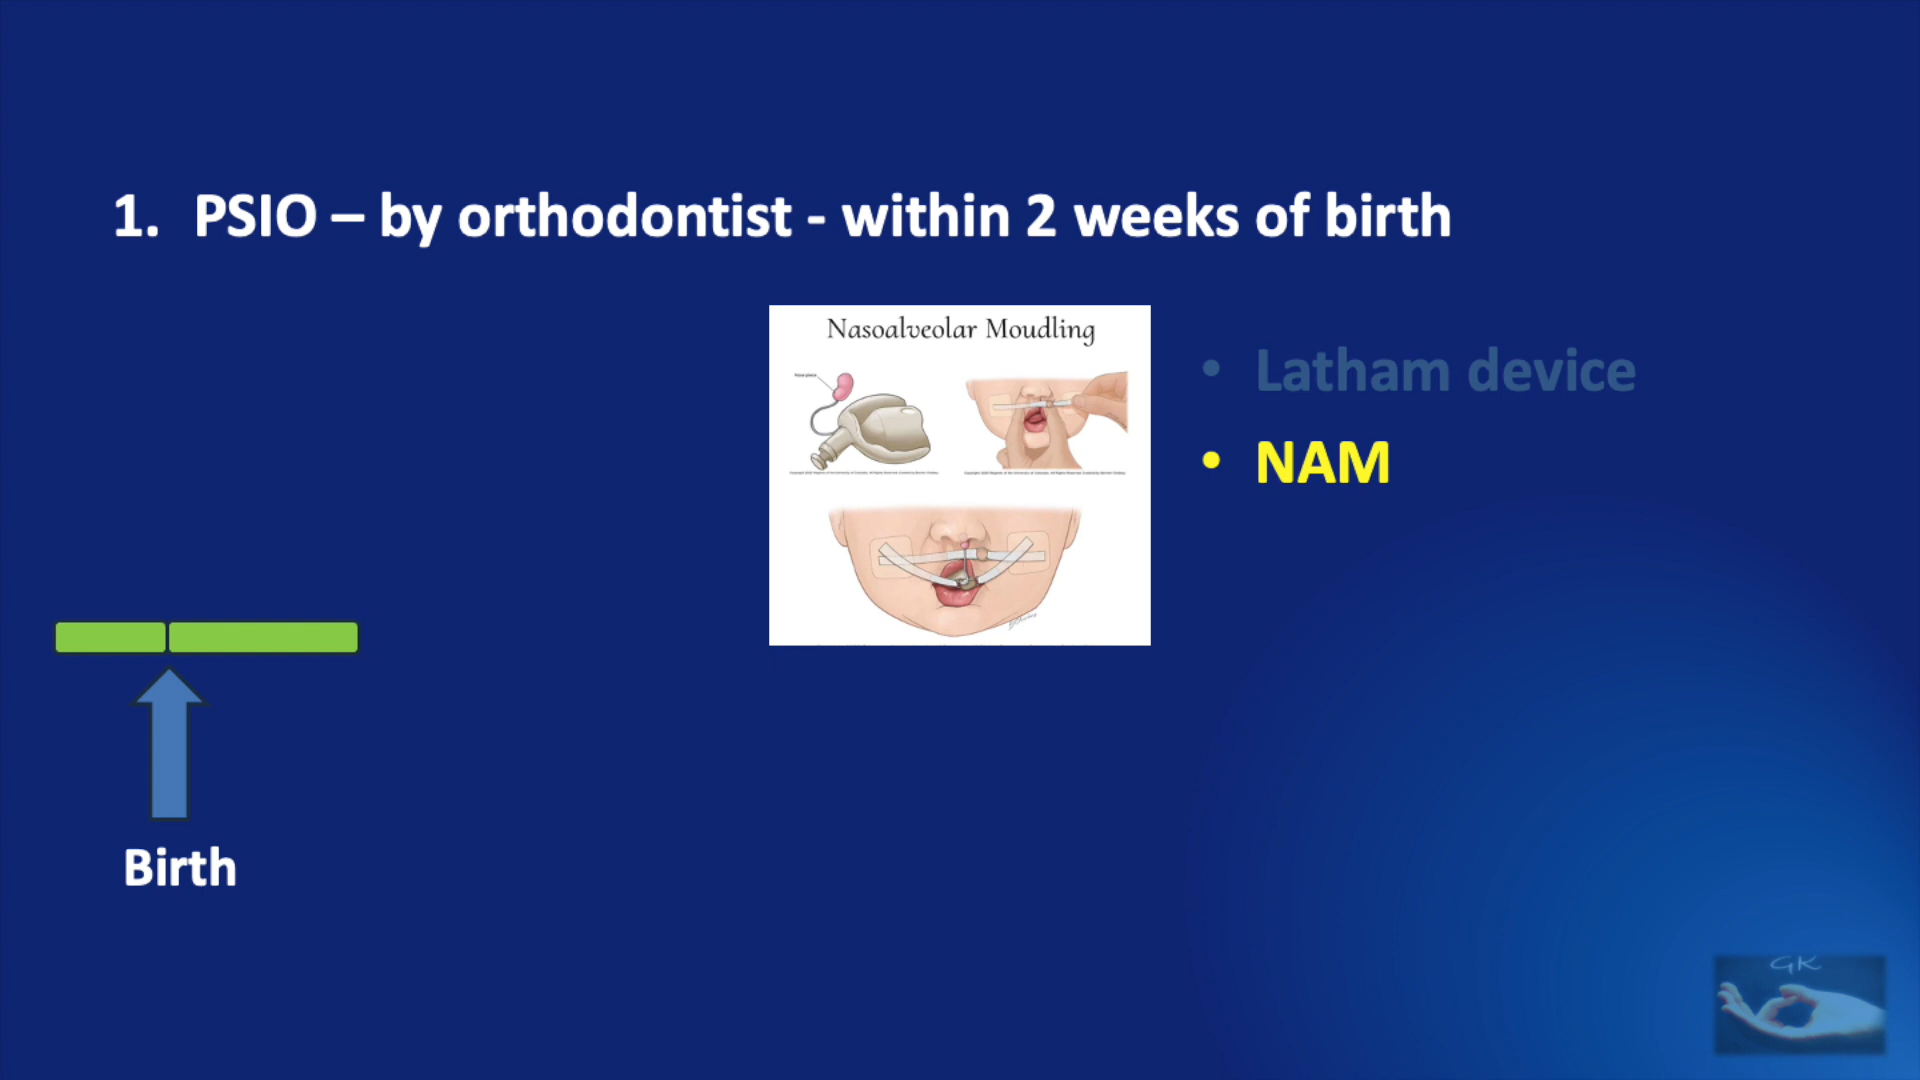 1. PSIO – by orthodontist - within 2 weeks of birth
Nasoalveolar Moudling
• Latham device
• NAM
Birth
GK